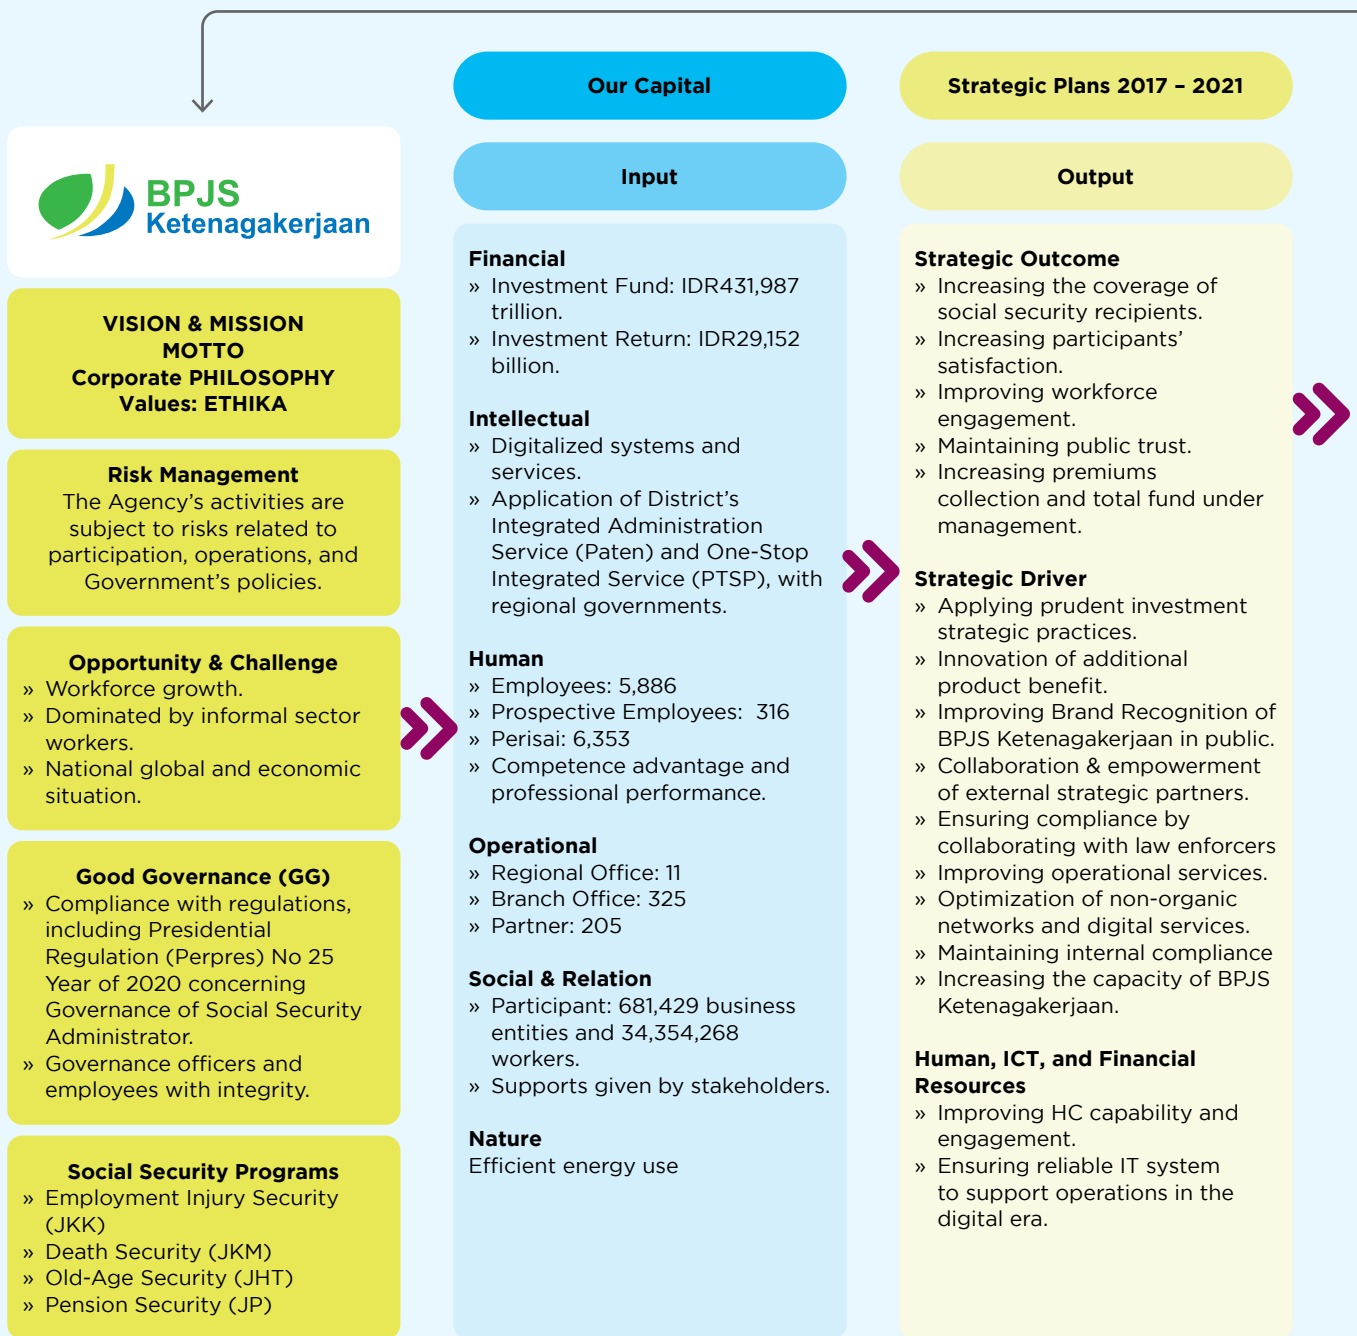 BPJS
Ketenagakerjaan
VISION & MISSION
MOTTO
Corporate PHILOSOPHY
Values: ETHIKA
Risk Management
The Agency's activities are
subject to risks related to
participation, operations, and
Government's policies.
Opportunity & Challenge
» Workforce growth.
» Dominated by informal sector
workers.
» National global and economic
situation.
Good Governance (GG)
» Compliance with regulations,
including Presidential
Regulation (Perpres) No 25
Year of 2020 concerning
Governance of Social Security
Administrator.
» Governance officers and
employees with integrity.
Social Security Programs
» Employment Injury Security
(JKK)
» Death Security (JKM)
» Old-Age Security (JHT)
» Pension Security (JP)
Our Capital
Input
Financial
» Investment Fund: IDR431,987
trillion.
» Investment Return: IDR29,152
billion.
Intellectual
» Digitalized systems and
services.
» Application of District's
Integrated Administration
Service (Paten) and One-Stop
Integrated Service (PTSP), with
regional governments.
Human
» Employees: 5,886
» Prospective Employees: 316
» Perisai: 6,353
» Competence advantage and
professional performance.
Operational
» Regional Office: 11
» Branch Office: 325
» Partner: 205
Social & Relation
» Participant: 681,429 business
entities and 34,354,268
workers.
» Supports given by stakeholders.
Nature
Efficient energy use
Strategic Plans 2017 – 2021
Output
Strategic Outcome
» Increasing the coverage of
social security recipients.
» Increasing participants'
satisfaction.
» Improving workforce
engagement.
» Maintaining public trust.
» Increasing premiums
collection and total fund under
management.
Strategic Driver
» Applying prudent investment
strategic practices.
» Innovation of additional
product benefit.
» Improving Brand Recognition of
BPJS Ketenagakerjaan in public.
» Collaboration & empowerment
of external strategic partners.
» Ensuring compliance by
collaborating with law enforcers
» Improving operational services.
» Optimization of non-organic
networks and digital services.
» Maintaining internal compliance
» Increasing the capacity of BPJS
Ketenagakerjaan.
Human, ICT, and Financial
Resources
» Improving HC capability and
engagement.
» Ensuring reliable IT system
to support operations in the
digital era.